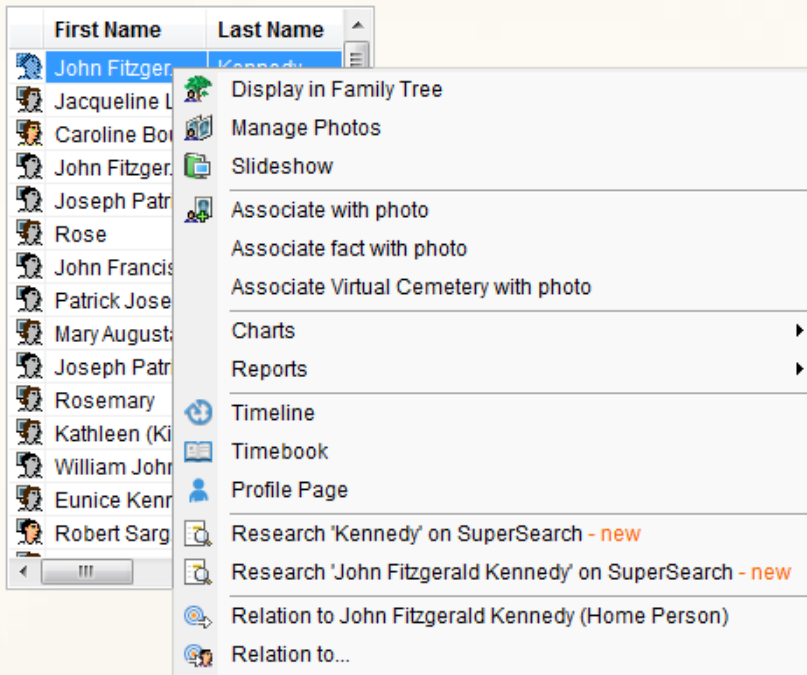 First Name Last Name
John Fitzger. Kennedy
Jacqueline L
Caroline Bou
John Fitzger.
Joseph Patr
Rose
John Francis
Patrick Jose
Mary Augusta
Joseph Patr
Rosemary
Kathleen (Ki
William John
Eunice Kenn
Robert Sarg
Display in Family Tree
Manage Photos
Slideshow
Associate with photo
Associate fact with photo
Associate Virtual Cemetery with photo
Charts
Reports
Timeline
Timebook
Profile Page
Research 'Kennedy' on SuperSearch - new
Research 'John Fitzgerald Kennedy' on SuperSearch - new
Relation to John Fitzgerald Kennedy (Home Person)
Relation to...